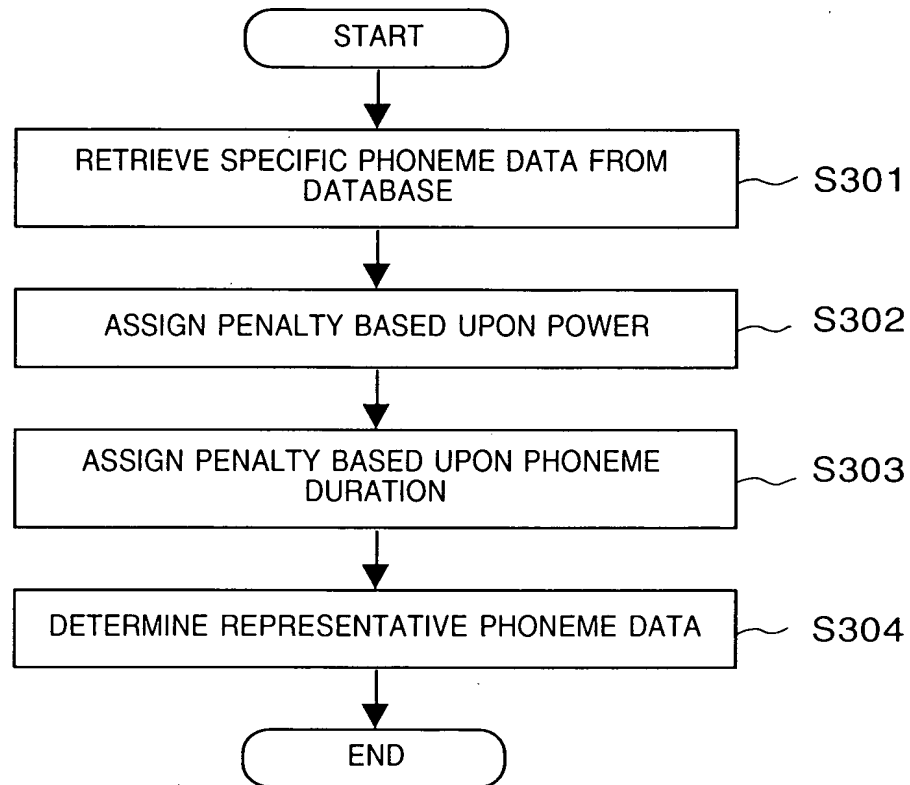 START
RETRIEVE SPECIFIC PHONEME DATA FROM
DATABASE
S301
ASSIGN PENALTY BASED UPON POWER
S302
ASSIGN PENALTY BASED UPON PHONEME
DURATION
S303
DETERMINE REPRESENTATIVE PHONEME DATA
S304
END